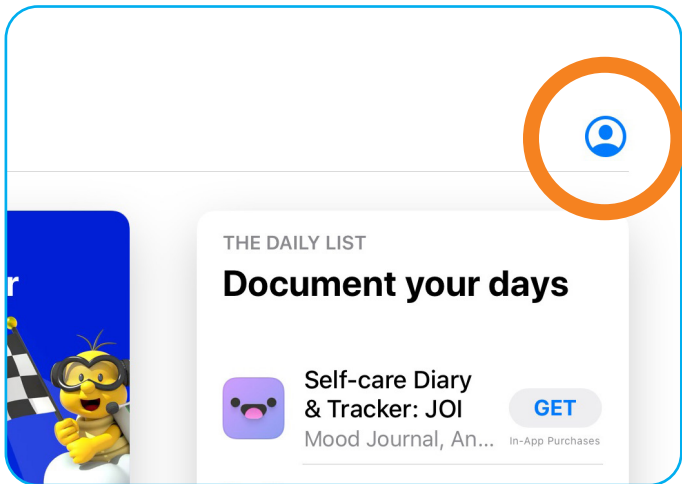 r
THE DAILY LIST
Document your days
Self-care Diary
& Tracker: JOI
GET
Mood Journal, An...
In-App Purchases